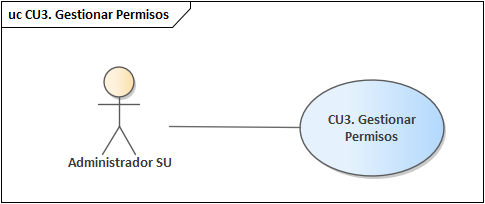 uc CU3. Gestionar Permisos
Administrador SU
CU3. Gestionar
Permisos